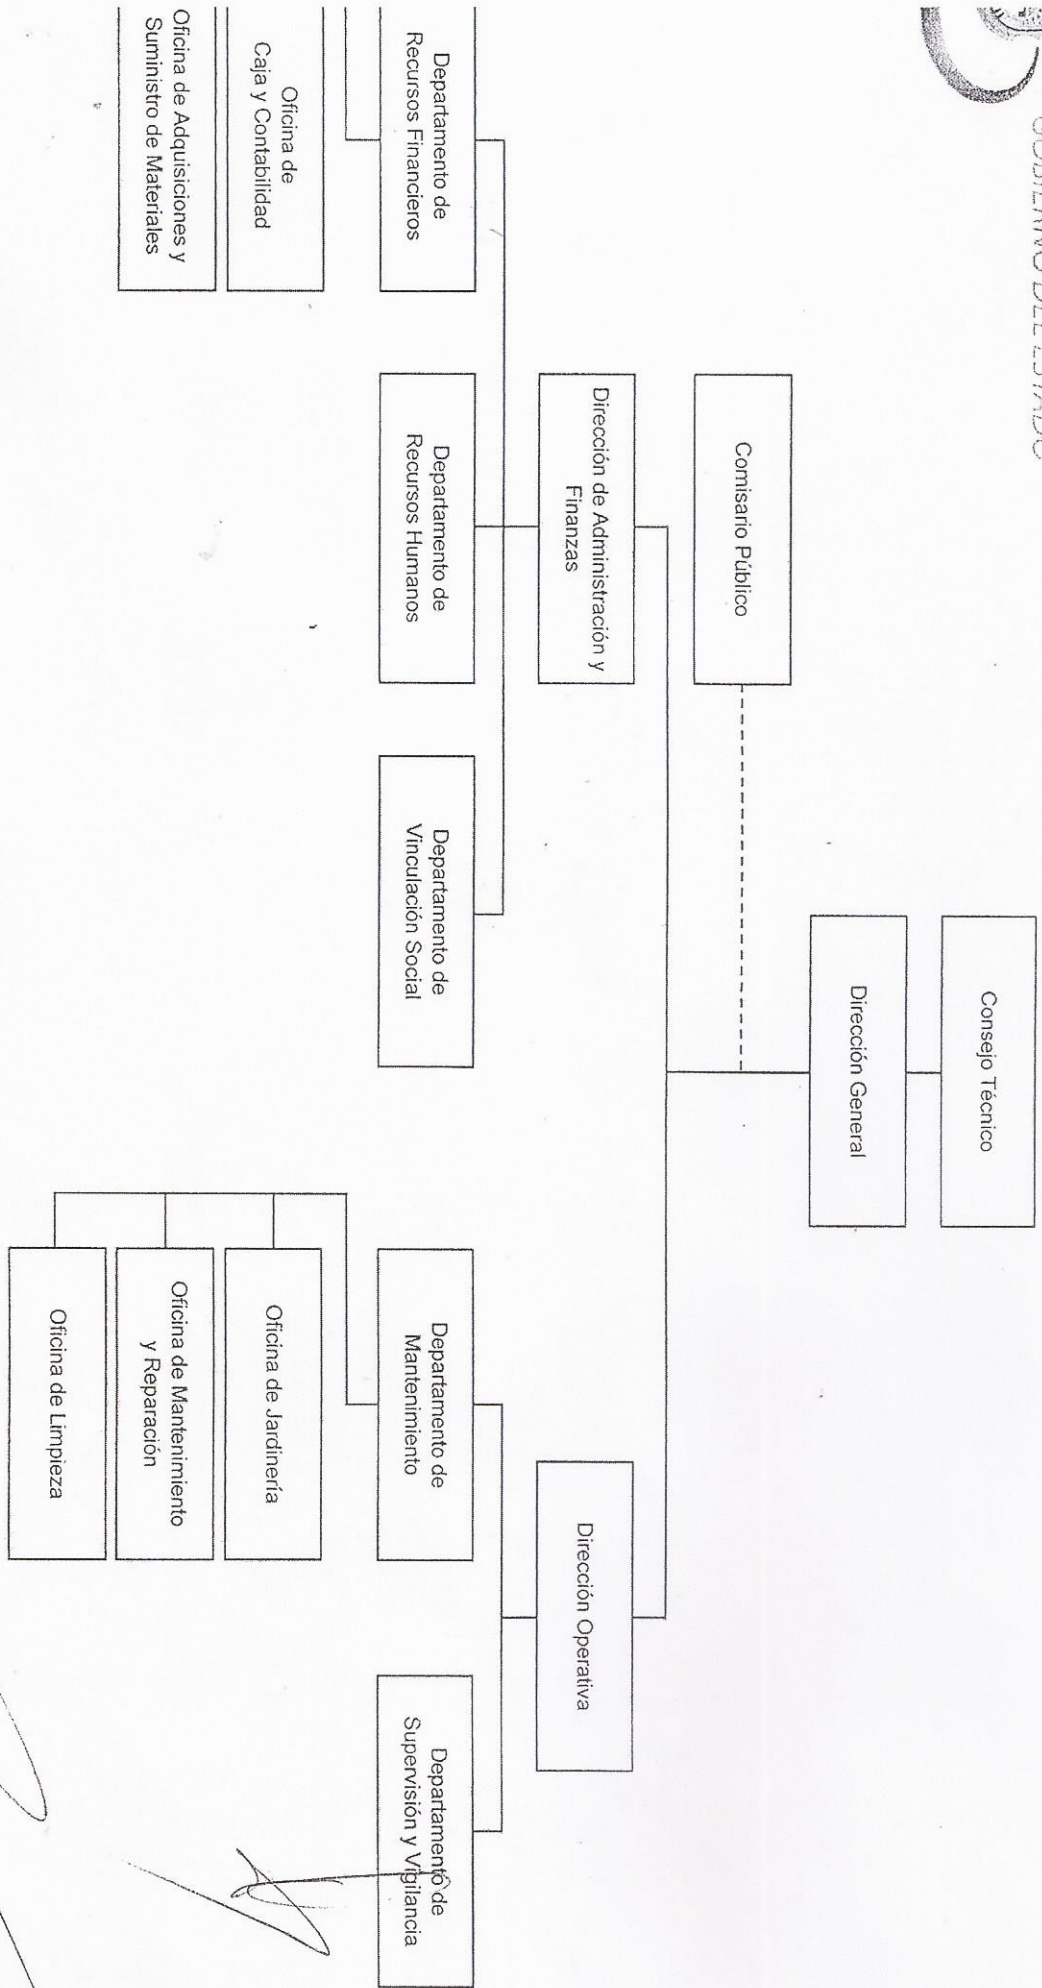 GOBIERNO DEL ESTADO
Consejo Técnico
Dirección General
Comisario Público
Dirección de Administración y
Finanzas
Dirección Operativa
Departamento de
Recursos Financieros
Departamento de
Recursos Humanos
Departamento de
Vinculación Social
Departamento de
Mantenimiento
Departamento de
Supervisión y Vigilancia
Oficina de
Caja y Contabilidad
Oficina de Adquisiciones y
Suministro de Materiales
Oficina de Jardinería
Oficina de Mantenimiento
y Reparación
Oficina de Limpieza